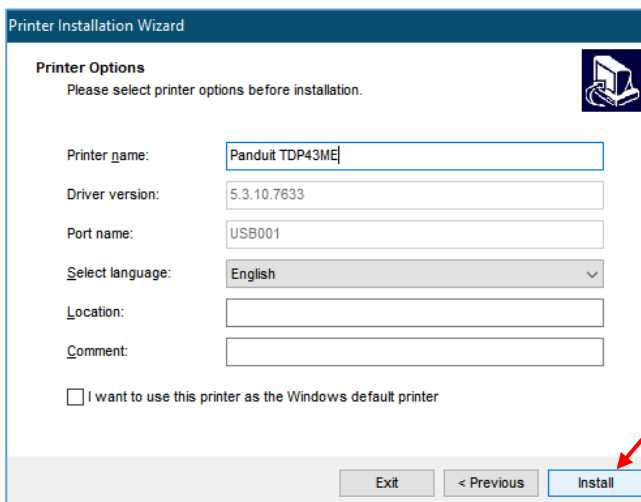 Printer Installation Wizard
Printer Options
Please select printer options before installation.
Printer name: Panduit TDP43ME
Driver version: 5.3.10.7633
Port name: USB001
Select language: English
Location:
Comment:
I want to use this printer as the Windows default printer
Exit < Previous Install